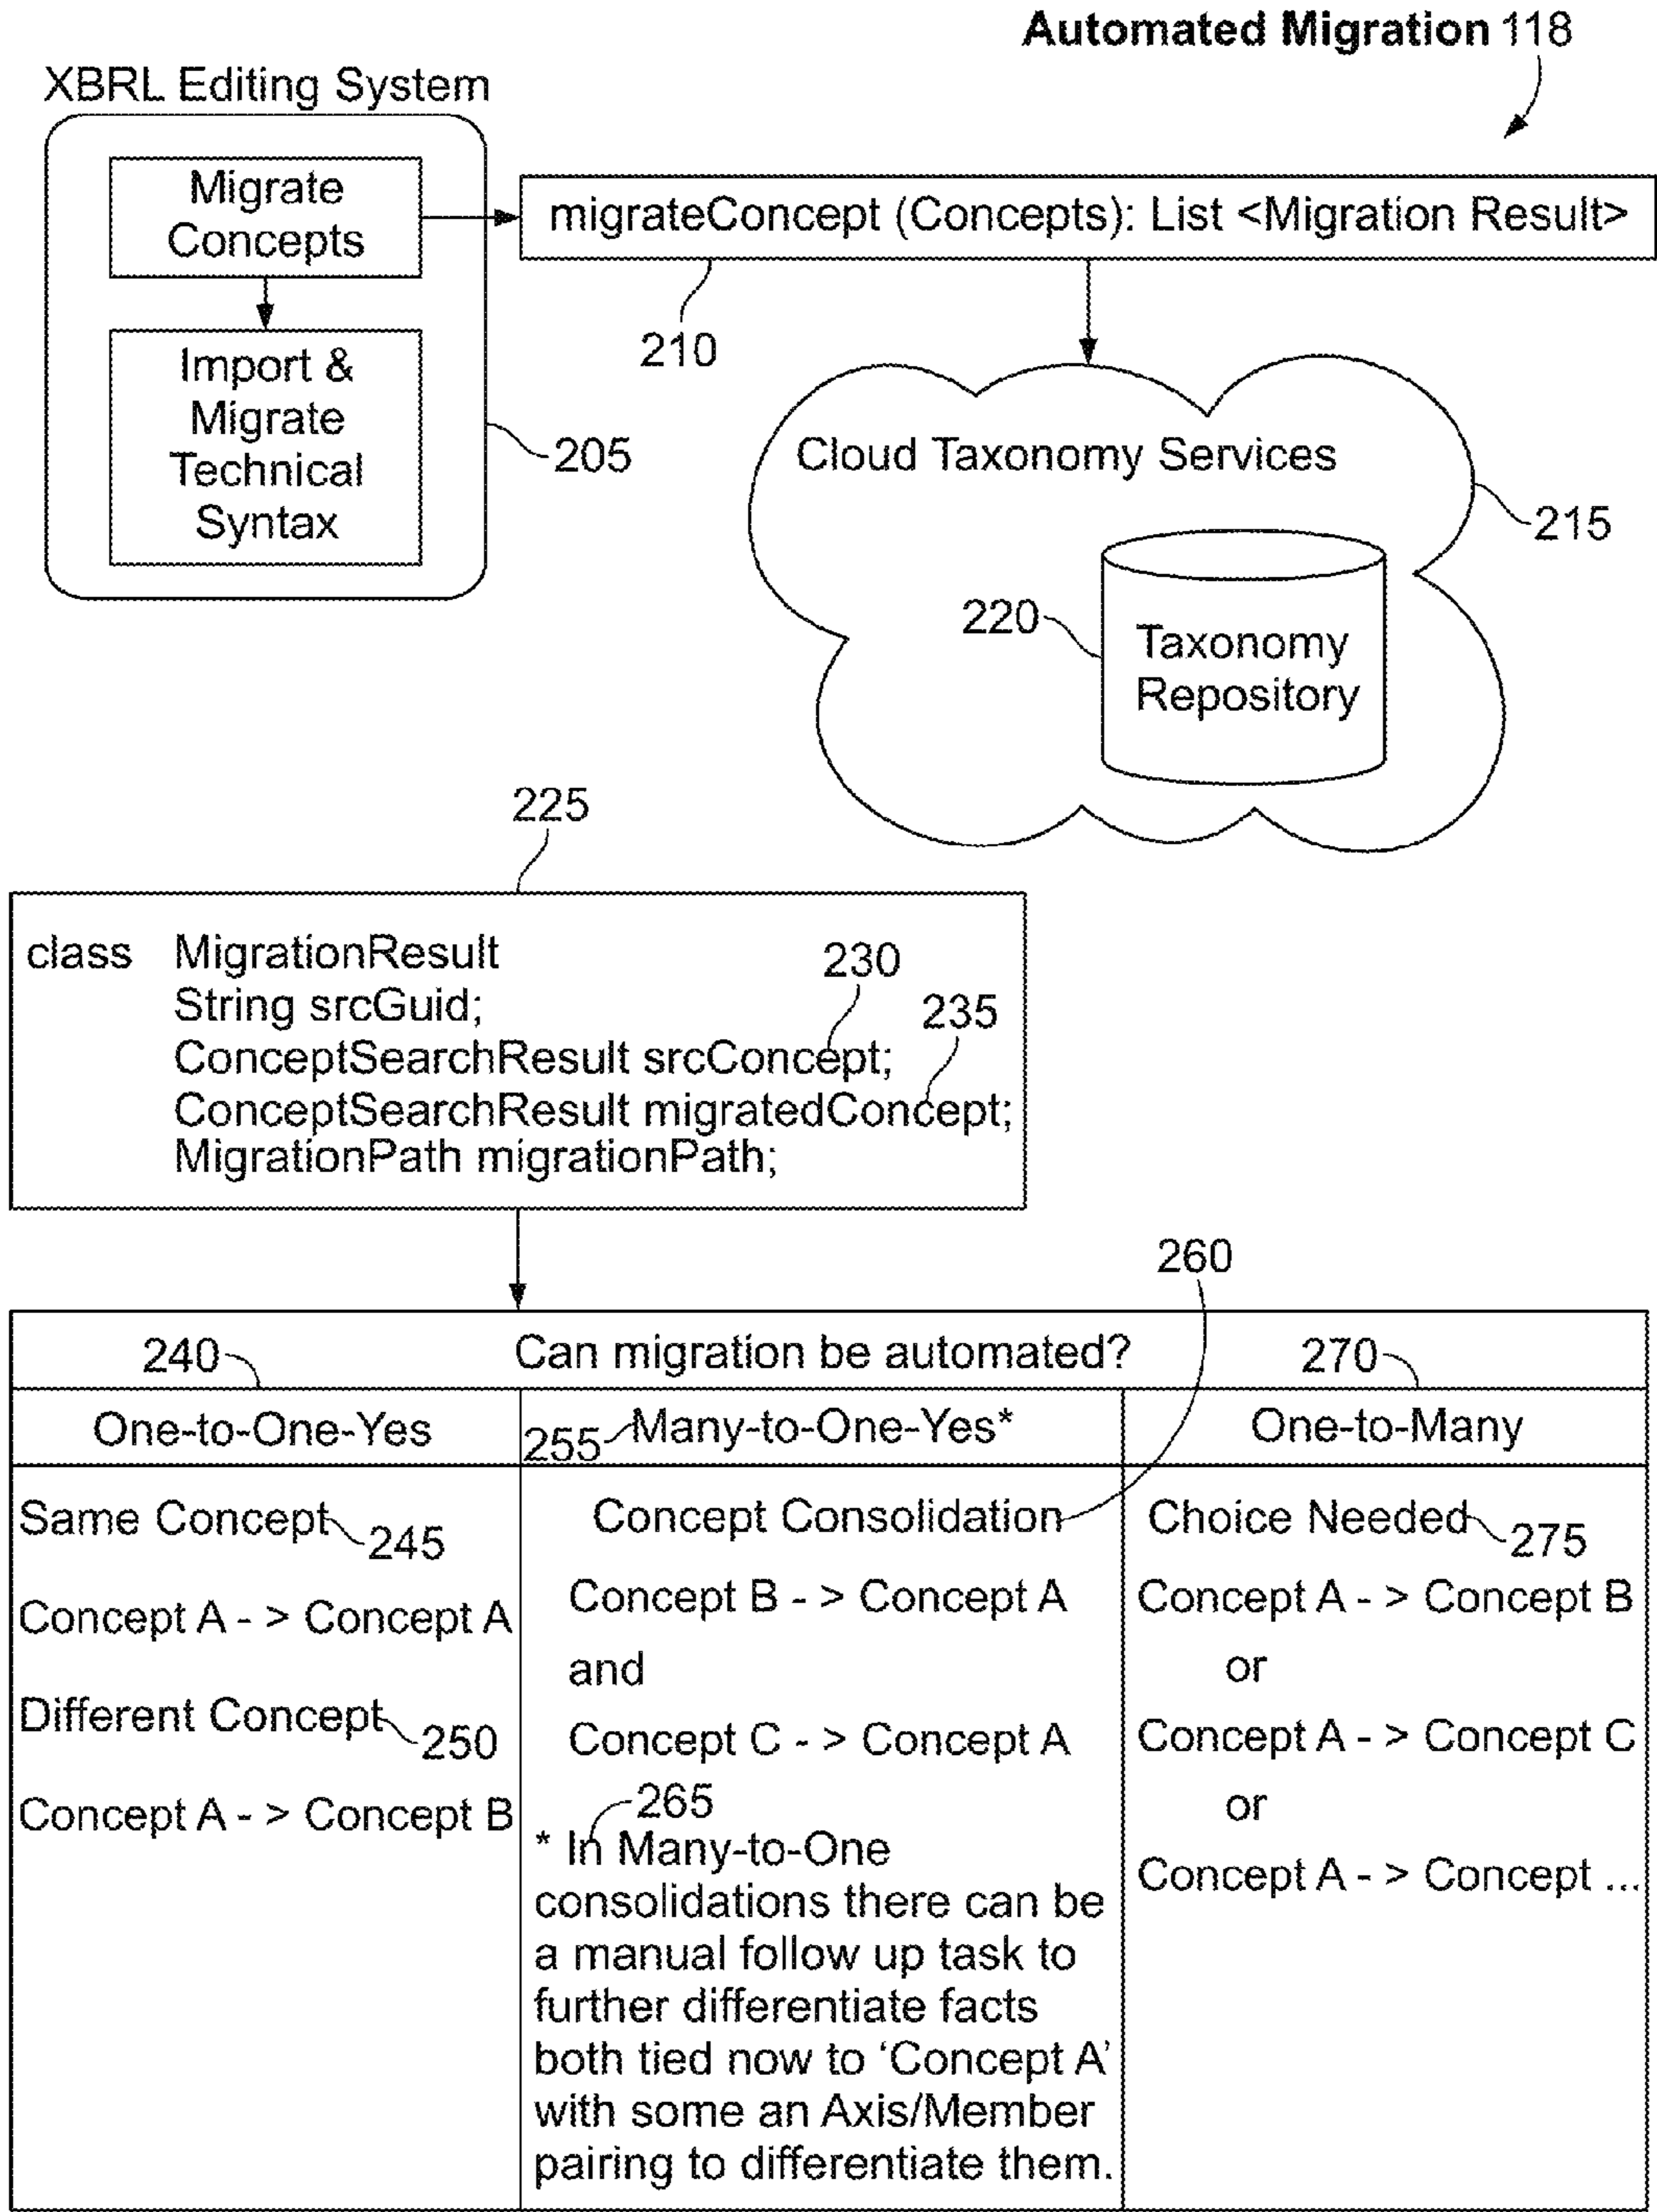 Automated Migration 118
XBRL Editing System
Migrate
Concepts
migrateConcept (Concepts): List <Migration Result>
210
Import &
Migrate
Technical
Syntax
205
Cloud Taxonomy Services
215
220
Taxonomy
Repository
225
class MigrationResult
230
String srcGuid;
235
ConceptSearchResult srcConcept;
ConceptSearchResult migratedConcept;
MigrationPath migrationPath;
260
240
Can migration be automated?
270
One-to-One-Yes
255
Many-to-One-Yes*
One-to-Many
Same Concept
245
Concept A - > Concept A
Different Concept
250
Concept A - > Concept B
Concept Consolidation
Concept B - > Concept A
and
Concept C - > Concept A
265
* In Many-to-One
consolidations there can be
a manual follow up task to
further differentiate facts
both tied now to ‘Concept A’
with some an Axis/Member
pairing to differentiate them.
Choice Needed
275
Concept A - > Concept B
or
Concept A - > Concept C
or
Concept A - > Concept ...